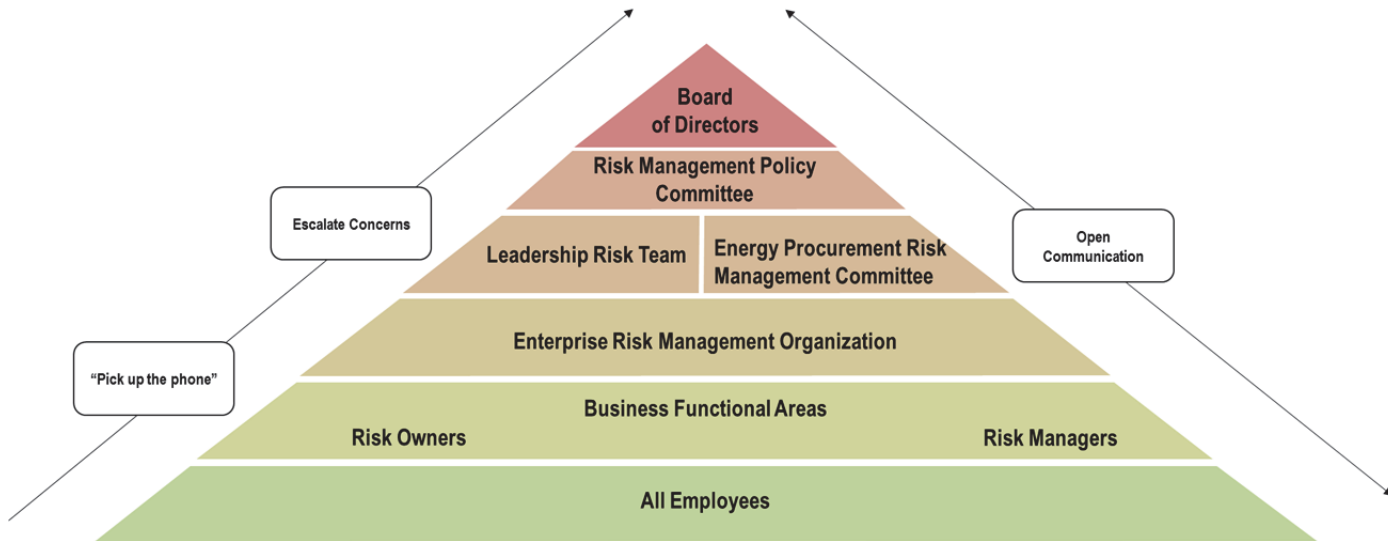 Board
of Directors
Risk Management Policy
Committee
Escalate Concerns
Leadership Risk Team
Energy Procurement Risk
Management Committee
Open
Communication
Enterprise Risk Management Organization
“Pick up the phone”
Business Functional Areas
Risk Owners
Risk Managers
All Employees